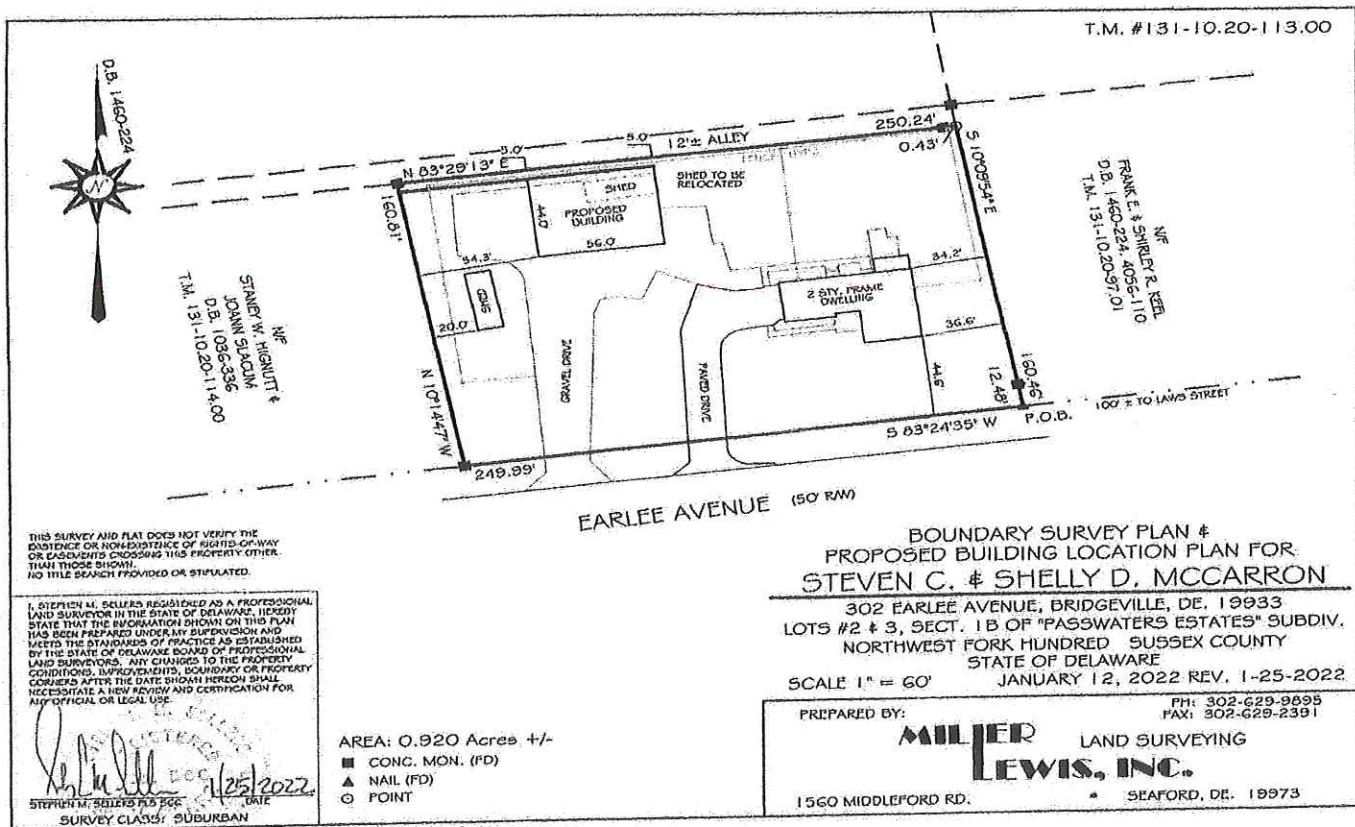 T.M. #131-10.20-113.00
D.B. 1460-224
N
N 83°29'13" E
5.0'
5.0'
12'± ALLEY
250.24'
0.43'
S 10°09'54" E
SHED TO BE
RELOCATED
SHED
160.81'
44.0'
PROPOSED
BUILDING
56.0'
54.3'
20.0'
N 10°14'47" W
GRAVEL DRIVE
PAVED DRIVE
2 STY. FRAME
DWELLING
34.2'
36.6'
44.6'
12.48'
160.46'
P.O.B.
100' ± TO LAWS STREET
S 83°24'35" W
249.99'
N/F
STANEY W. HIGNUTT &
JOANN SLACUM
D.B. 1036-336
T.M. 131-10.20-114.00
N/F
FRANK E. & SHIRLEY R. KEEL
D.B. 1460-224, 4056-110
T.M. 131-10.20-97.01
EARLEE AVENUE (50' R/W)
THIS SURVEY AND PLAT DOES NOT VERIFY THE
EXISTENCE OR NON-EXISTENCE OF RIGHTS-OF-WAY
OR EASEMENTS CROSSING THIS PROPERTY OTHER
THAN THOSE SHOWN.
NO TITLE SEARCH PROVIDED OR STIPULATED.
I, STEPHEN M. SELLERS REGISTERED AS A PROFESSIONAL
LAND SURVEYOR IN THE STATE OF DELAWARE, HEREBY
STATE THAT THE INFORMATION SHOWN ON THIS PLAN
HAS BEEN PREPARED UNDER MY SUPERVISION AND
MEETS THE STANDARDS OF PRACTICE AS ESTABLISHED
BY THE STATE OF DELAWARE BOARD OF PROFESSIONAL
LAND SURVEYORS. ANY CHANGES TO THE PROPERTY
CONDITIONS, IMPROVEMENTS, BOUNDARY OR PROPERTY
CORNERS AFTER THE DATE SHOWN HEREON SHALL
NECESSITATE A NEW REVIEW AND CERTIFICATION FOR
ANY OFFICIAL OR LEGAL USE.
1/25/2022
STEPHEN M. SELLERS PLS DATE
SURVEY CLASS: SUBURBAN
AREA: 0.920 Acres +/-
CONC. MON. (FD)
NAIL (FD)
POINT
BOUNDARY SURVEY PLAN &
PROPOSED BUILDING LOCATION PLAN FOR
STEVEN C. & SHELLY D. MCCARRON
302 EARLEE AVENUE, BRIDGEVILLE, DE. 19933
LOTS #2 & 3, SECT. 1B OF "PASSWATERS ESTATES" SUBDIV.
NORTHWEST FORK HUNDRED SUSSEX COUNTY
STATE OF DELAWARE
SCALE 1" = 60' JANUARY 12, 2022 REV. 1-25-2022
PREPARED BY:
PH: 302-629-9895
FAX: 302-629-2391
MILLER
LEWIS, INC.
LAND SURVEYING
1560 MIDDLEFORD RD. * SEAFORD, DE. 19973